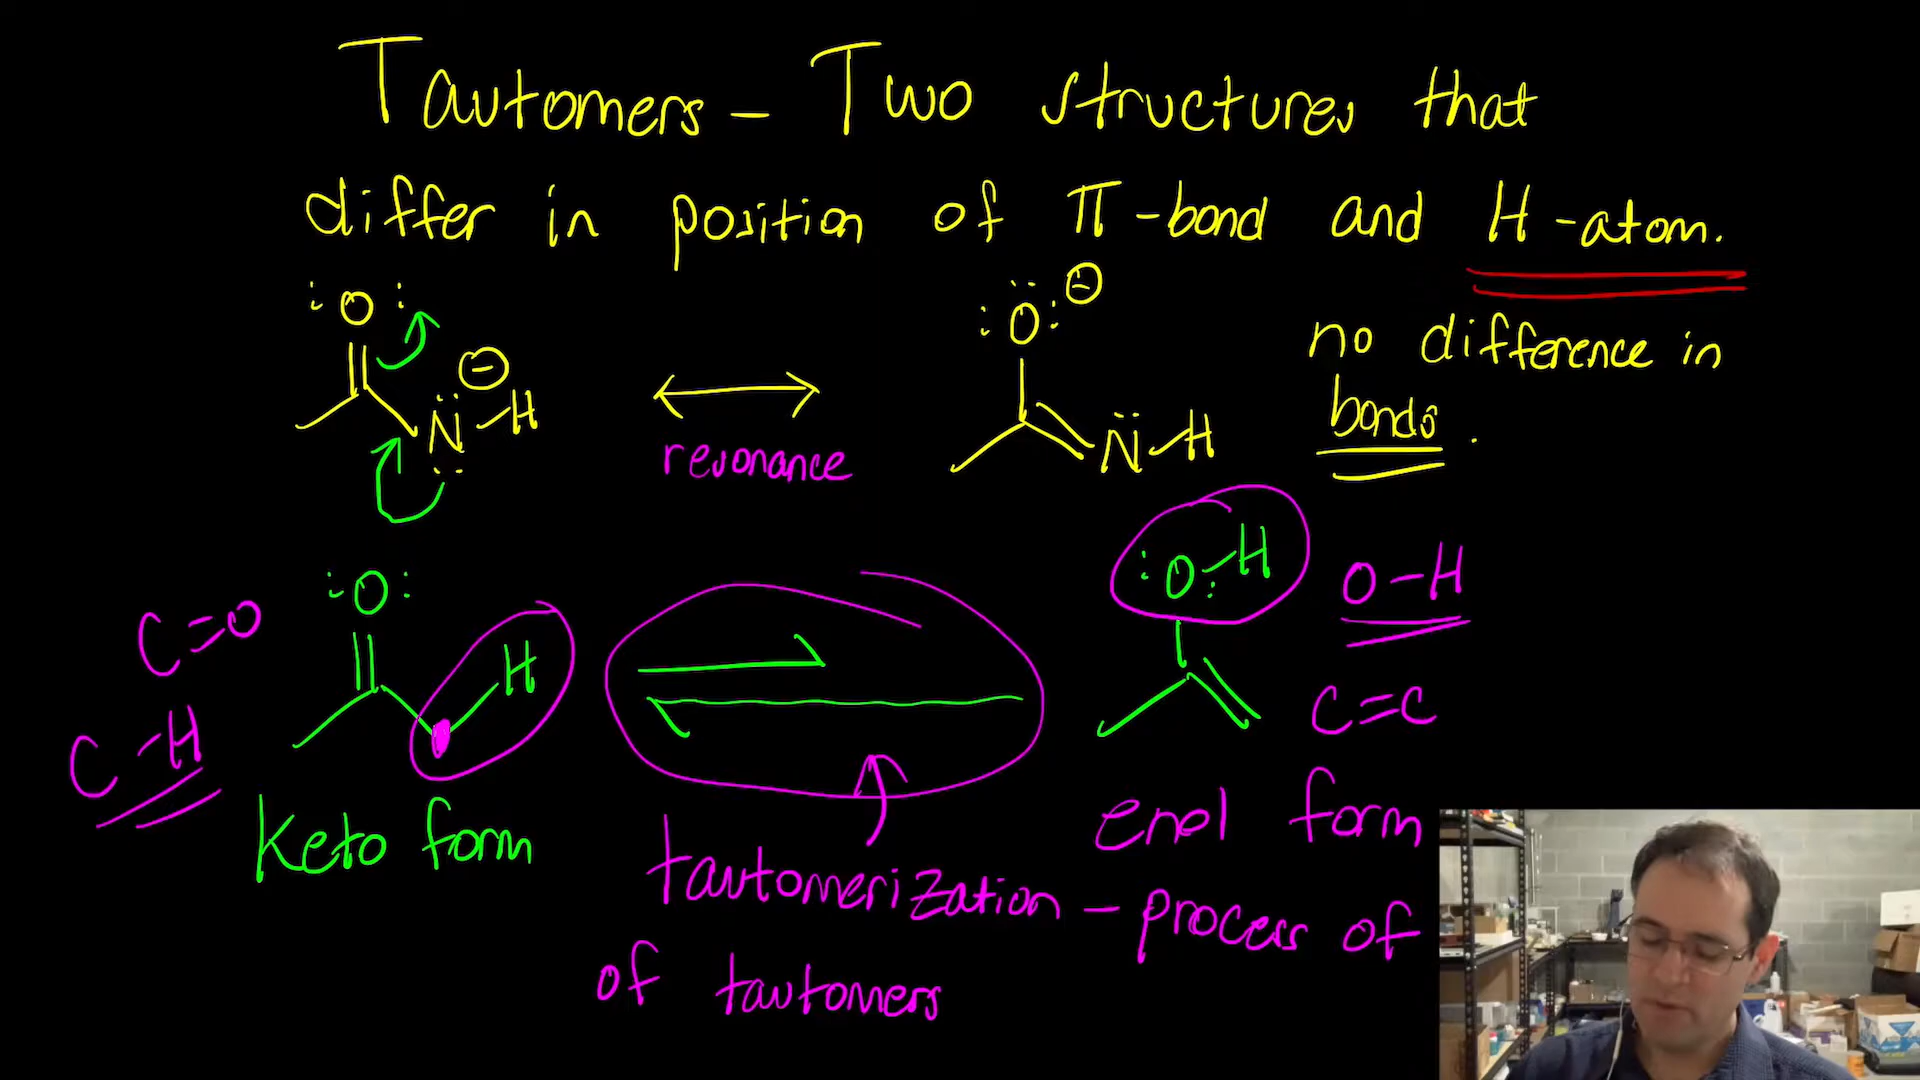 Tautomers - Two structures that
differ in position of π-bond and H-atom.
:O: ⊖
N-H
resonance
:O: ⊖
N-H
no difference in
bonds.
C=O
C-H
:O:
H
Keto form
:O-H
O-H
C=C
enol form
tautomerization - process of
of tautomers